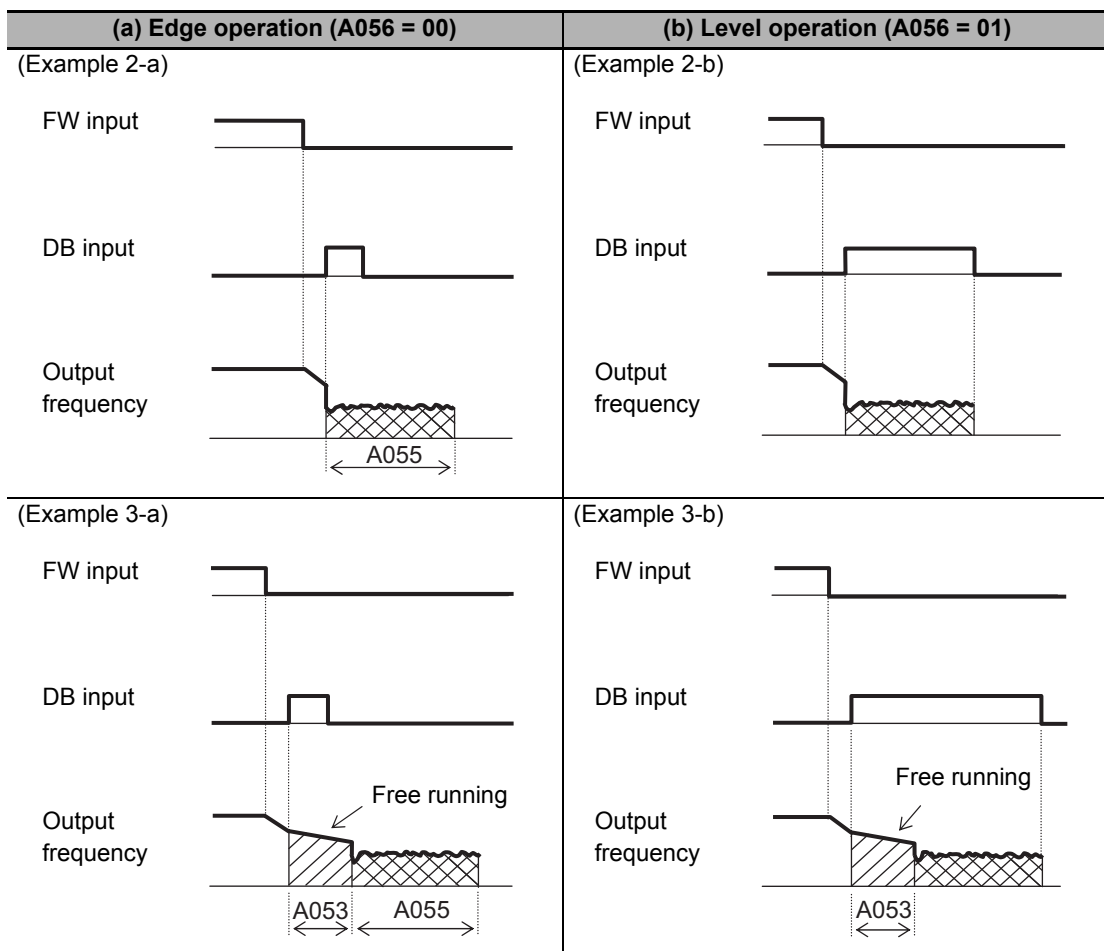 (a) Edge operation (A056 = 00)
(b) Level operation (A056 = 01)
(Example 2-a)
FW input
DB input
Output
frequency
A055
(Example 2-b)
FW input
DB input
Output
frequency
(Example 3-a)
FW input
DB input
Free running
Output
frequency
A053
A055
(Example 3-b)
FW input
DB input
Free running
Output
frequency
A053